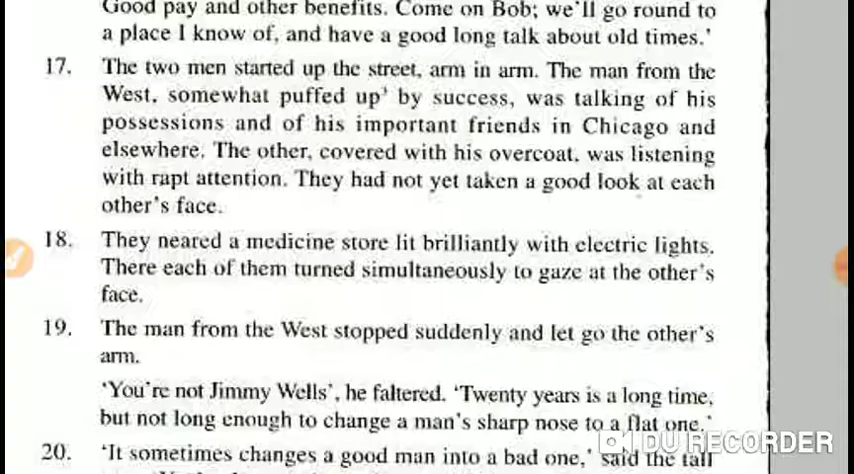 Good pay and other benefits. Come on Bob; we'll go round to
a place I know of, and have a good long talk about old times.'
17. The two men started up the street, arm in arm. The man from the
West, somewhat puffed up³ by success, was talking of his
possessions and of his important friends in Chicago and
elsewhere. The other, covered with his overcoat, was listening
with rapt attention. They had not yet taken a good look at each
other's face.
18. They neared a medicine store lit brilliantly with electric lights.
There each of them turned simultaneously to gaze at the other's
face.
19. The man from the West stopped suddenly and let go the other's
arm.
'You're not Jimmy Wells', he faltered. 'Twenty years is a long time,
but not long enough to change a man's sharp nose to a flat one.'
DU RECORDER
20. 'It sometimes changes a good man into a bad one,' said the tall